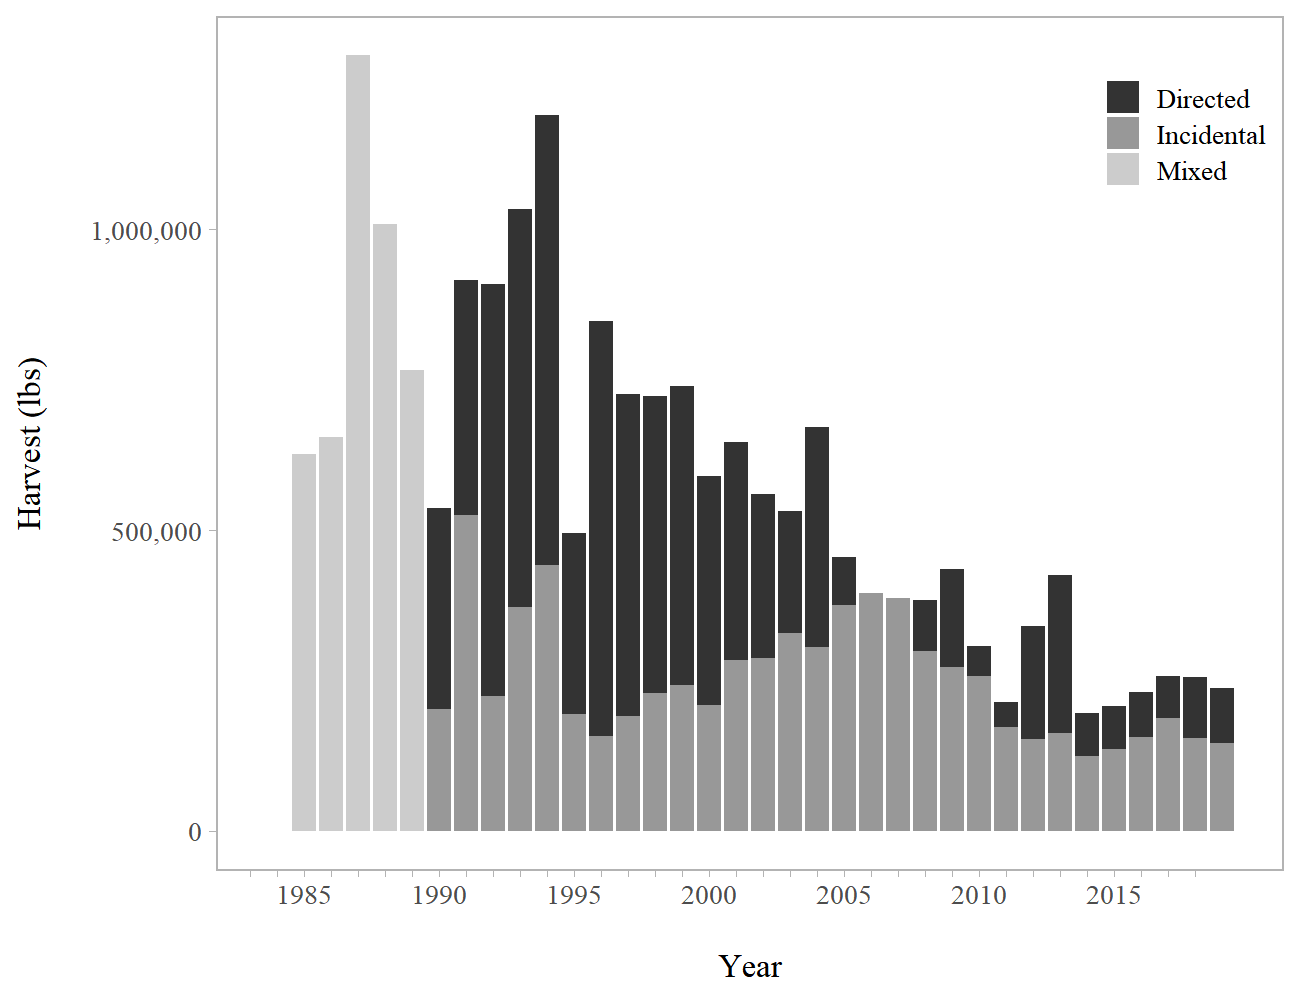 Directed
Incidental
Mixed
1,000,000
500,000
0
Harvest (lbs)
1985 1990 1995 2000 2005 2010 2015
Year